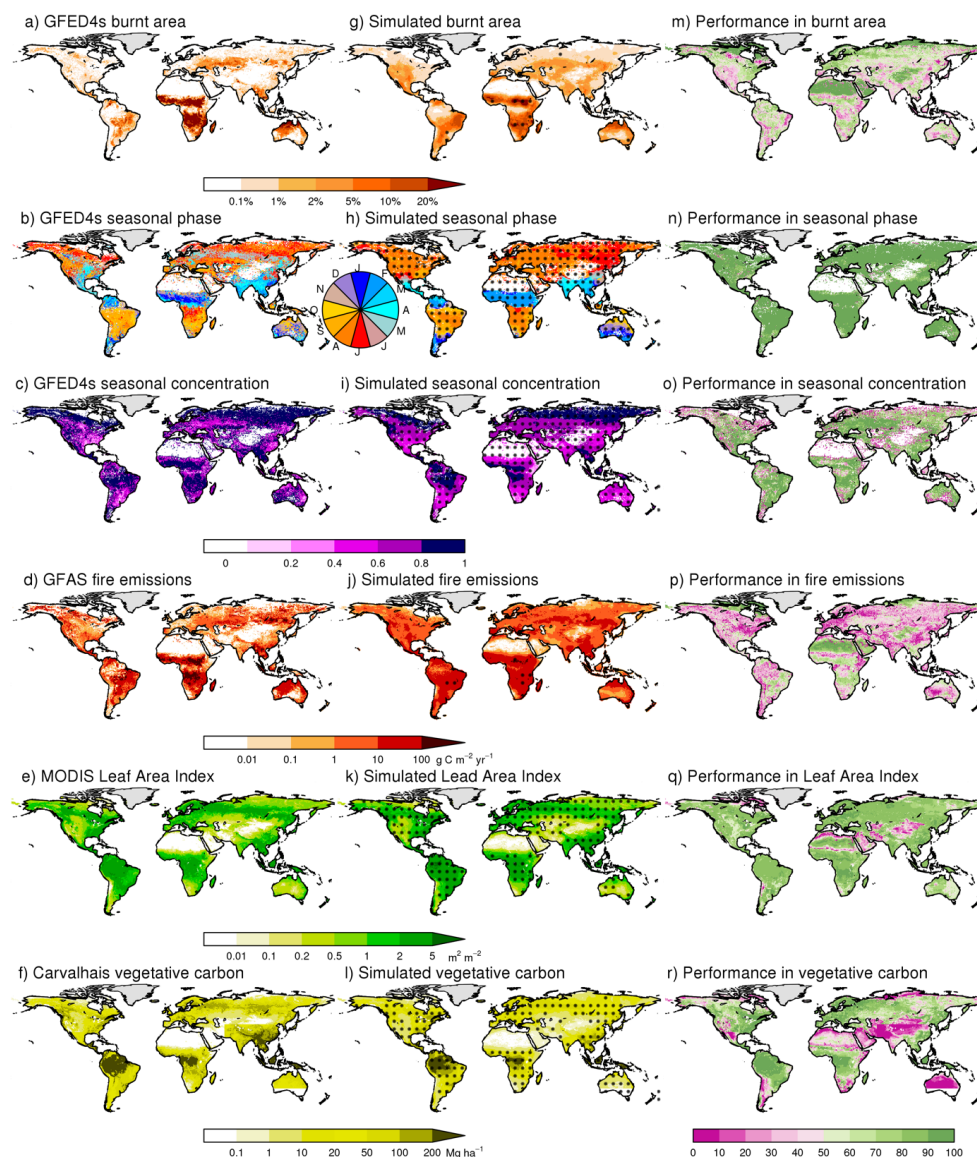 a) GFED4s burnt area
g) Simulated burnt area
m) Performance in burnt area
0.1% 1% 2% 5% 10% 20%
b) GFED4s seasonal phase
h) Simulated seasonal phase
n) Performance in seasonal phase
J
D F
N M
O A
S M
A J
J
c) GFED4s seasonal concentration
i) Simulated seasonal concentration
o) Performance in seasonal concentration
0 0.2 0.4 0.6 0.8 1
d) GFAS fire emissions
j) Simulated fire emissions
p) Performance in fire emissions
0.01 0.1 1 10 100 g C m⁻² yr⁻¹
e) MODIS Leaf Area Index
k) Simulated Lead Area Index
q) Performance in Leaf Area Index
0.01 0.1 0.2 0.5 1 2 5 m² m⁻²
f) Carvalhais vegetative carbon
l) Simulated vegetative carbon
r) Performance in vegetative carbon
0.1 1 10 20 50 100 200 Mg ha⁻¹
0 10 20 30 40 50 60 70 80 90 100